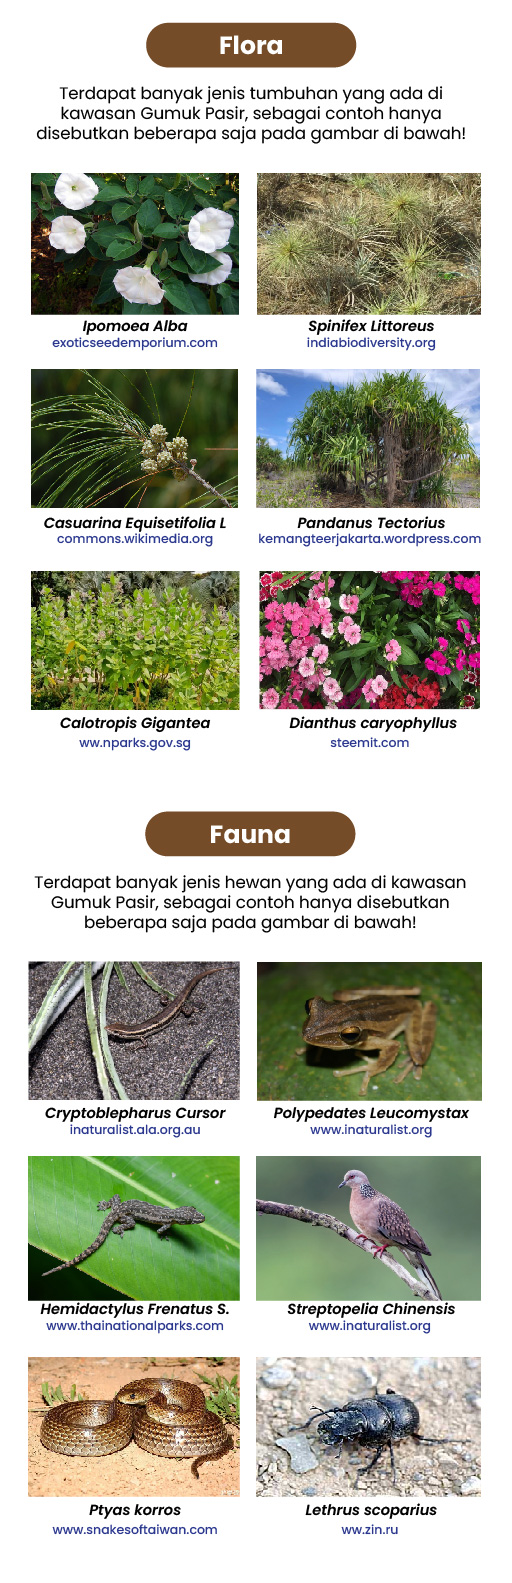 Flora
Terdapat banyak jenis tumbuhan yang ada di
kawasan Gumuk Pasir, sebagai contoh hanya
disebutkan beberapa saja pada gambar di bawah!
Ipomoea Alba
exoticseedemporium.com
Spinifex Littoreus
indiabiodiversity.org
Casuarina Equisetifolia L
commons.wikimedia.org
Pandanus Tectorius
kemangteerjakarta.wordpress.com
Calotropis Gigantea
ww.nparks.gov.sg
Dianthus caryophyllus
steemit.com
Fauna
Terdapat banyak jenis hewan yang ada di kawasan
Gumuk Pasir, sebagai contoh hanya disebutkan
beberapa saja pada gambar di bawah!
Cryptoblepharus Cursor
inaturalist.ala.org.au
Polypedates Leucomystax
www.inaturalist.org
Hemidactylus Frenatus S.
www.thainationalparks.com
Streptopelia Chinensis
www.inaturalist.org
Ptyas korros
www.snakesoftaiwan.com
Lethrus scoparius
ww.zin.ru